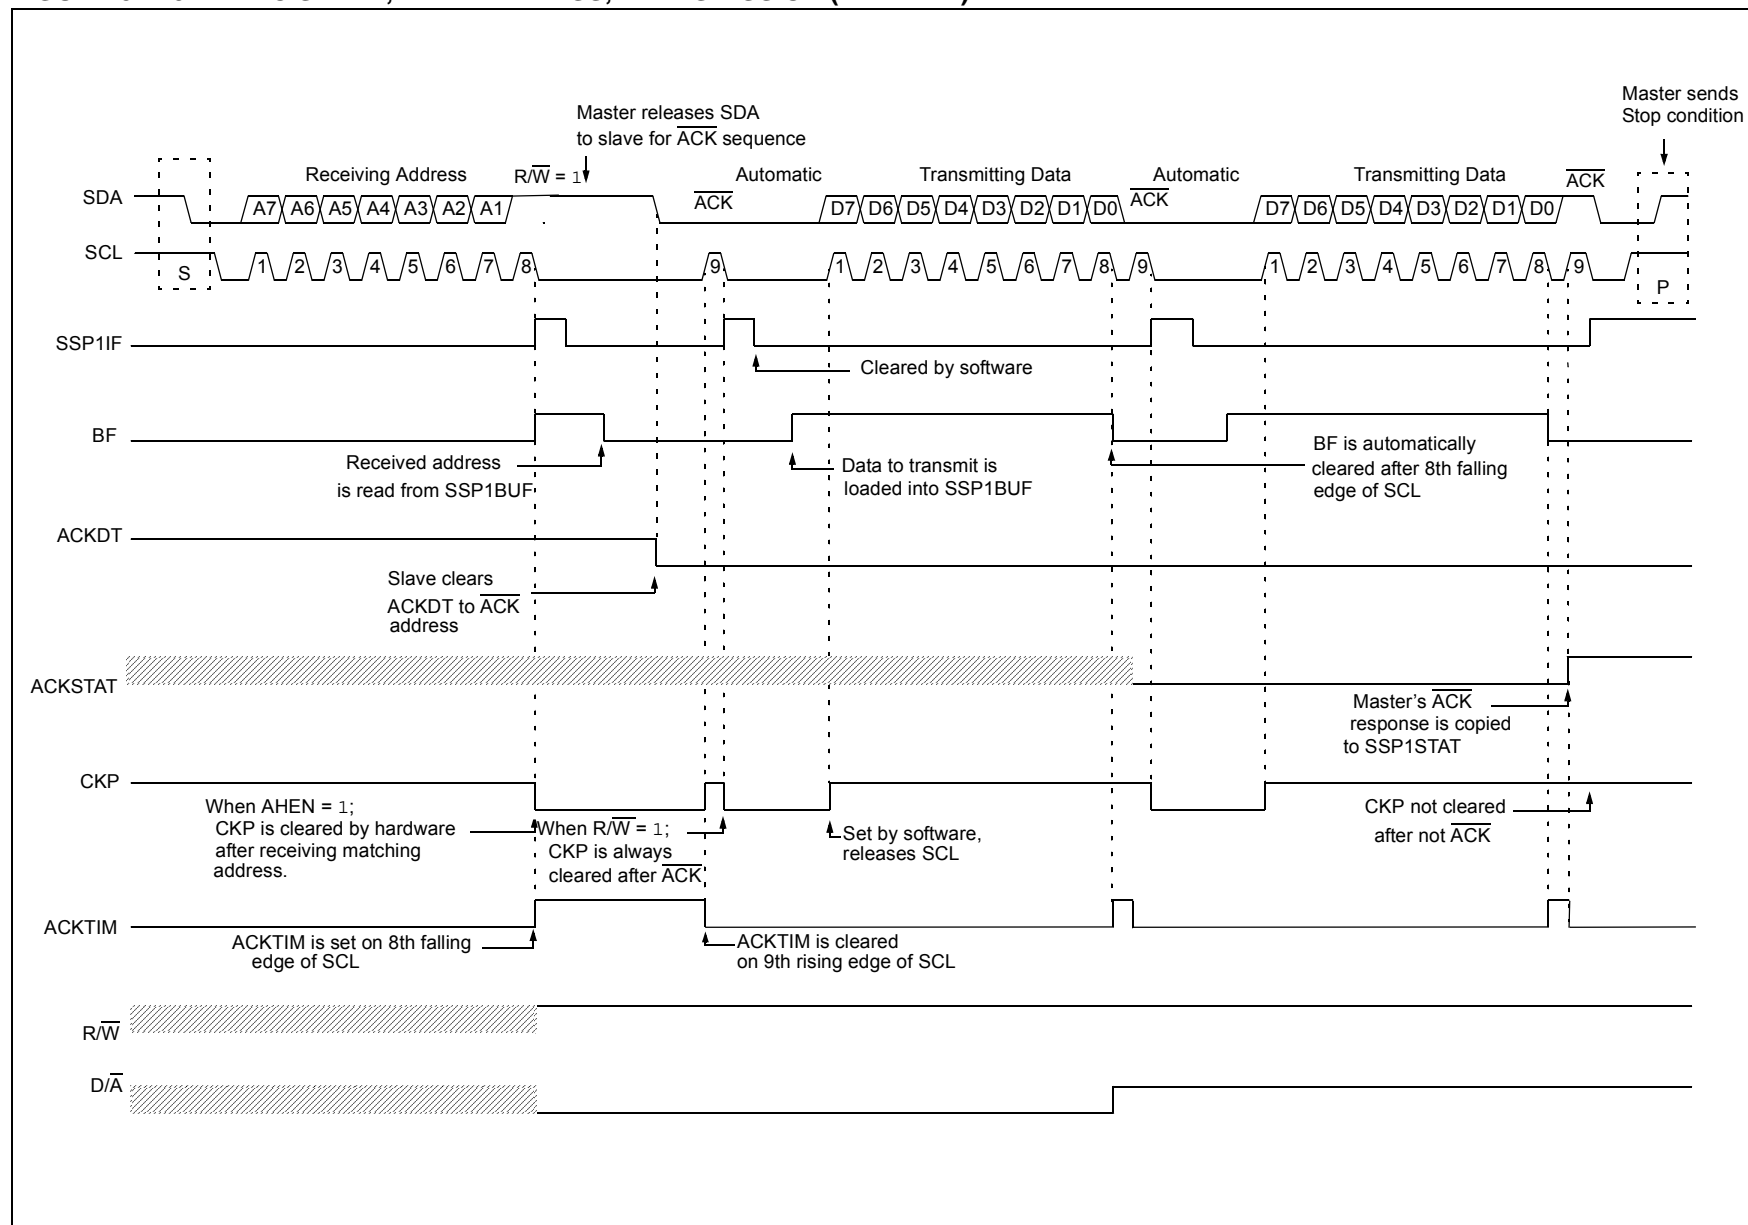 Master releases SDA
to slave for ACK sequence
Master sends
Stop condition
Receiving Address
R/W = 1
Automatic
Transmitting Data
Automatic
Transmitting Data
ACK
SDA
A7 A6 A5 A4 A3 A2 A1
ACK
D7 D6 D5 D4 D3 D2 D1 D0
ACK
D7 D6 D5 D4 D3 D2 D1 D0
SCL
S
1 2 3 4 5 6 7 8 9 1 2 3 4 5 6 7 8 9 1 2 3 4 5 6 7 8 9
P
SSP1IF
Cleared by software
BF
Received address
is read from SSP1BUF
Data to transmit is
loaded into SSP1BUF
BF is automatically
cleared after 8th falling
edge of SCL
ACKDT
Slave clears
ACKDT to ACK
address
ACKSTAT
Master’s ACK
response is copied
to SSP1STAT
CKP
When AHEN = 1;
CKP is cleared by hardware
after receiving matching
address.
When R/W = 1;
CKP is always
cleared after ACK
Set by software,
releases SCL
CKP not cleared
after not ACK
ACKTIM
ACKTIM is set on 8th falling
edge of SCL
ACKTIM is cleared
on 9th rising edge of SCL
R/W
D/A